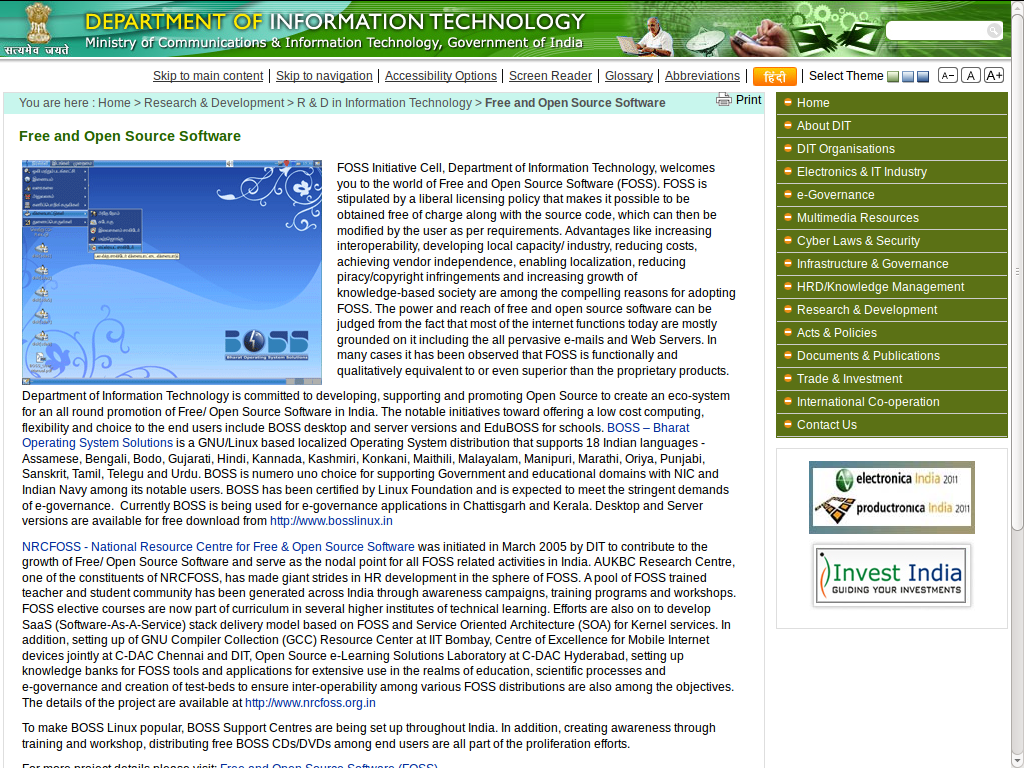 सत्यमेव जयते
DEPARTMENT OF INFORMATION TECHNOLOGY
Ministry of Communications & Information Technology, Government of India
Skip to main content | Skip to navigation | Accessibility Options | Screen Reader | Glossary | Abbreviations | हिंदी | Select Theme A- A A+
You are here : Home > Research & Development > R & D in Information Technology > Free and Open Source Software
Print
Free and Open Source Software
BOSS
Bharat Operating System Solutions
FOSS Initiative Cell, Department of Information Technology, welcomes
you to the world of Free and Open Source Software (FOSS). FOSS is
stipulated by a liberal licensing policy that makes it possible to be
obtained free of charge along with the source code, which can then be
modified by the user as per requirements. Advantages like increasing
interoperability, developing local capacity/ industry, reducing costs,
achieving vendor independence, enabling localization, reducing
piracy/copyright infringements and increasing growth of
knowledge-based society are among the compelling reasons for adopting
FOSS. The power and reach of free and open source software can be
judged from the fact that most of the internet functions today are mostly
grounded on it including the all pervasive e-mails and Web Servers. In
many cases it has been observed that FOSS is functionally and
qualitatively equivalent to or even superior than the proprietary products.
Department of Information Technology is committed to developing, supporting and promoting Open Source to create an eco-system
for an all round promotion of Free/ Open Source Software in India. The notable initiatives toward offering a low cost computing,
flexibility and choice to the end users include BOSS desktop and server versions and EduBOSS for schools. BOSS – Bharat
Operating System Solutions is a GNU/Linux based localized Operating System distribution that supports 18 Indian languages -
Assamese, Bengali, Bodo, Gujarati, Hindi, Kannada, Kashmiri, Konkani, Maithili, Malayalam, Manipuri, Marathi, Oriya, Punjabi,
Sanskrit, Tamil, Telegu and Urdu. BOSS is numero uno choice for supporting Government and educational domains with NIC and
Indian Navy among its notable users. BOSS has been certified by Linux Foundation and is expected to meet the stringent demands
of e-governance. Currently BOSS is being used for e-governance applications in Chattisgarh and Kerala. Desktop and Server
versions are available for free download from http://www.bosslinux.in
NRCFOSS - National Resource Centre for Free & Open Source Software was initiated in March 2005 by DIT to contribute to the
growth of Free/ Open Source Software and serve as the nodal point for all FOSS related activities in India. AUKBC Research Centre,
one of the constituents of NRCFOSS, has made giant strides in HR development in the sphere of FOSS. A pool of FOSS trained
teacher and student community has been generated across India through awareness campaigns, training programs and workshops.
FOSS elective courses are now part of curriculum in several higher institutes of technical learning. Efforts are also on to develop
SaaS (Software-As-A-Service) stack delivery model based on FOSS and Service Oriented Architecture (SOA) for Kernel services. In
addition, setting up of GNU Compiler Collection (GCC) Resource Center at IIT Bombay, Centre of Excellence for Mobile Internet
devices jointly at C-DAC Chennai and DIT, Open Source e-Learning Solutions Laboratory at C-DAC Hyderabad, setting up
knowledge banks for FOSS tools and applications for extensive use in the realms of education, scientific processes and
e-governance and creation of test-beds to ensure inter-operability among various FOSS distributions are also among the objectives.
The details of the project are available at http://www.nrcfoss.org.in
To make BOSS Linux popular, BOSS Support Centres are being set up throughout India. In addition, creating awareness through
training and workshop, distributing free BOSS CDs/DVDs among end users are all part of the proliferation efforts.
For more project details please visit: Free and Open Source Software (FOSS)
Home
About DIT
DIT Organisations
Electronics & IT Industry
e-Governance
Multimedia Resources
Cyber Laws & Security
Infrastructure & Governance
HRD/Knowledge Management
Research & Development
Acts & Policies
Documents & Publications
Trade & Investment
International Co-operation
Contact Us
electronica India 2011
productronica India 2011
Invest India
GUIDING YOUR INVESTMENTS